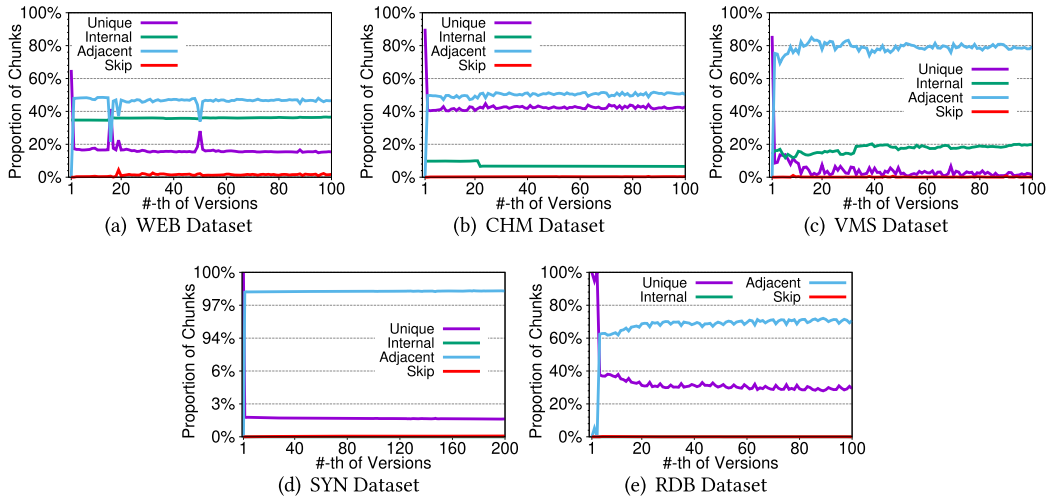 100%
80%
60%
40%
20%
0%
Proportion of Chunks
Unique
Internal
Adjacent
Skip
1 20 40 60 80 100
#-th of Versions
(a) WEB Dataset
100%
80%
60%
40%
20%
0%
Proportion of Chunks
Unique
Internal
Adjacent
Skip
1 20 40 60 80 100
#-th of Versions
(b) CHM Dataset
100%
80%
60%
40%
20%
0%
Proportion of Chunks
Unique
Internal
Adjacent
Skip
1 20 40 60 80 100
#-th of Versions
(c) VMS Dataset
100%
97%
94%
6%
3%
0%
Proportion of Chunks
Unique
Internal
Adjacent
Skip
1 40 80 120 160 200
#-th of Versions
(d) SYN Dataset
100%
80%
60%
40%
20%
0%
Proportion of Chunks
Unique Adjacent
Internal Skip
1 20 40 60 80 100
#-th of Versions
(e) RDB Dataset